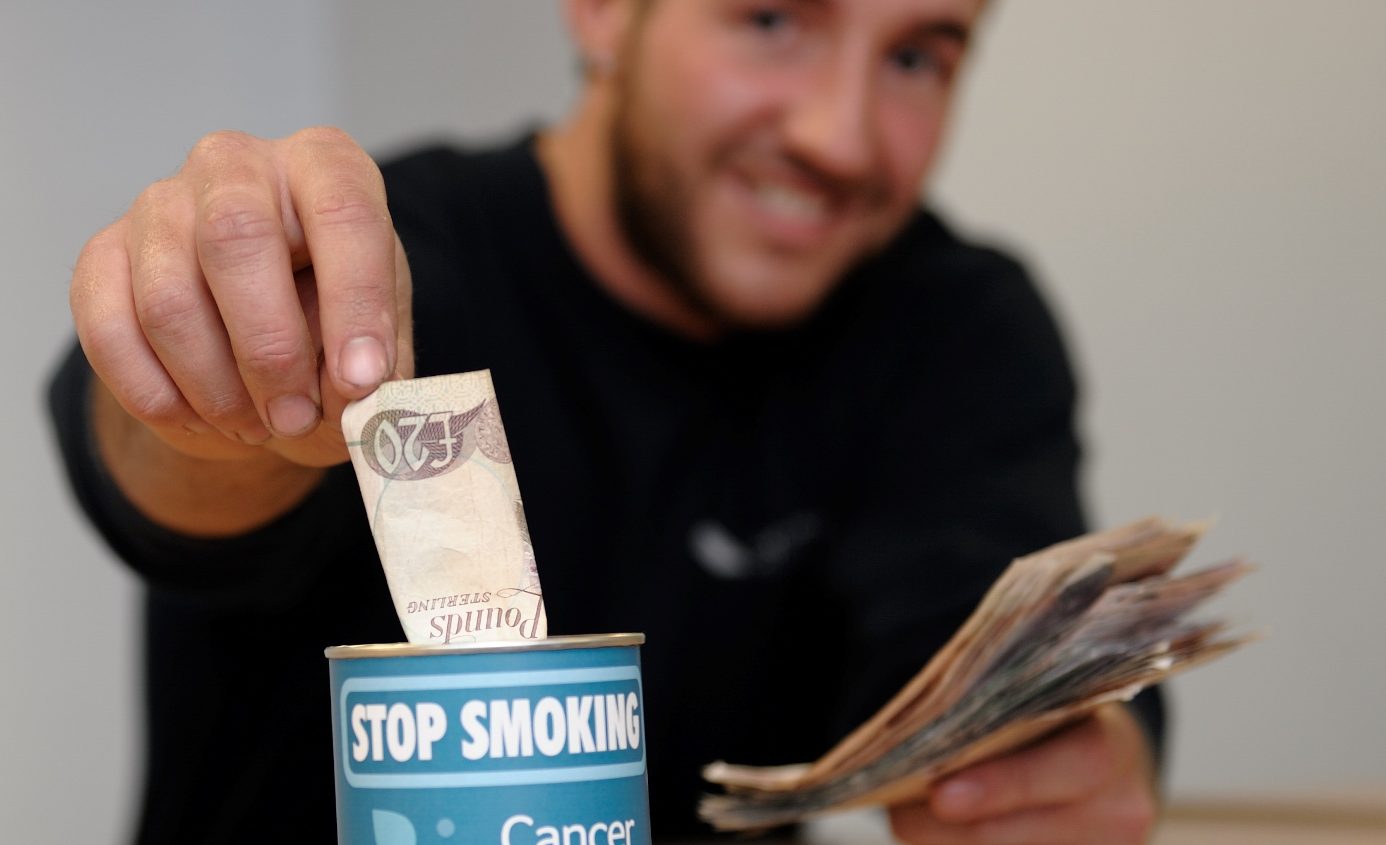 £20
Pounds
STERLING
STOP SMOKING
Cancer